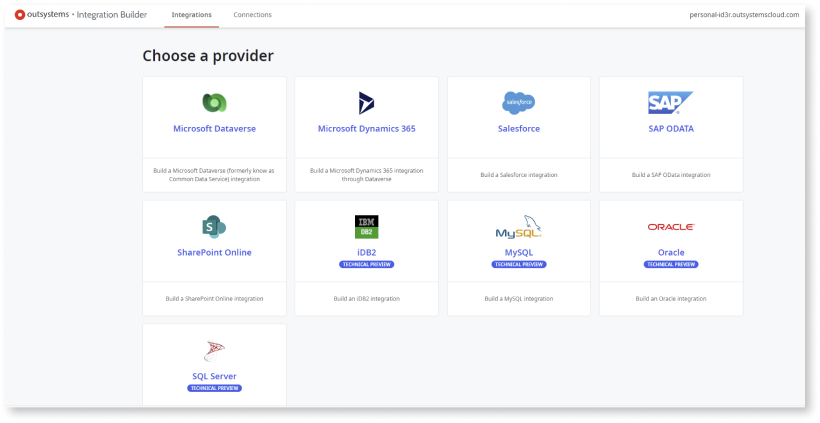 outsystems • Integration Builder
Integrations
Connections
personal-id3r.outsystemscloud.com
Choose a provider
Microsoft Dataverse
Build a Microsoft Dataverse (formerly know as
Common Data Service) integration
Microsoft Dynamics 365
Build a Microsoft Dynamics 365 integration
through Dataverse
salesforce
Salesforce
Build a Salesforce integration
SAP
SAP ODATA
Build a SAP OData integration
S
SharePoint Online
Build a SharePoint Online integration
IBM
DB2
iDB2
TECHNICAL PREVIEW
Build an iDB2 integration
MySQL
MySQL
TECHNICAL PREVIEW
Build a MySQL integration
ORACLE
Oracle
TECHNICAL PREVIEW
Build an Oracle integration
SQL Server
TECHNICAL PREVIEW